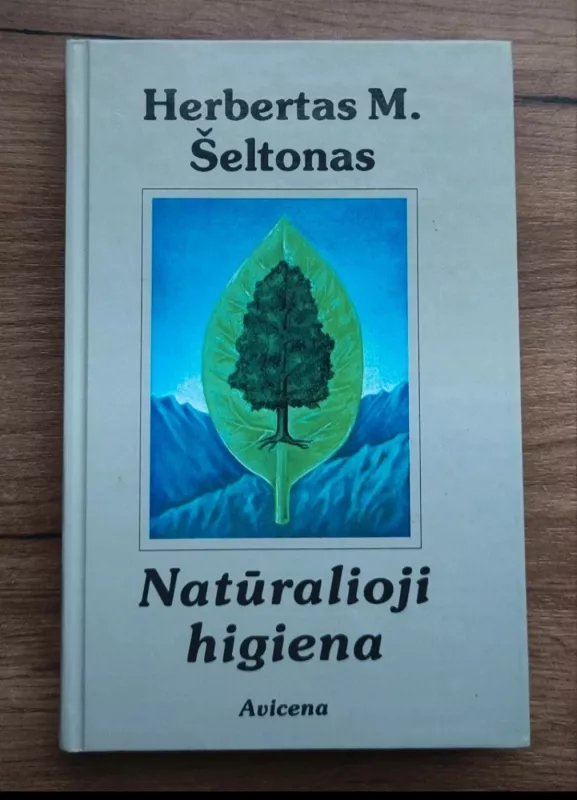 Herbertas M.
Šeltonas
Natūralioji
higiena
Avicena